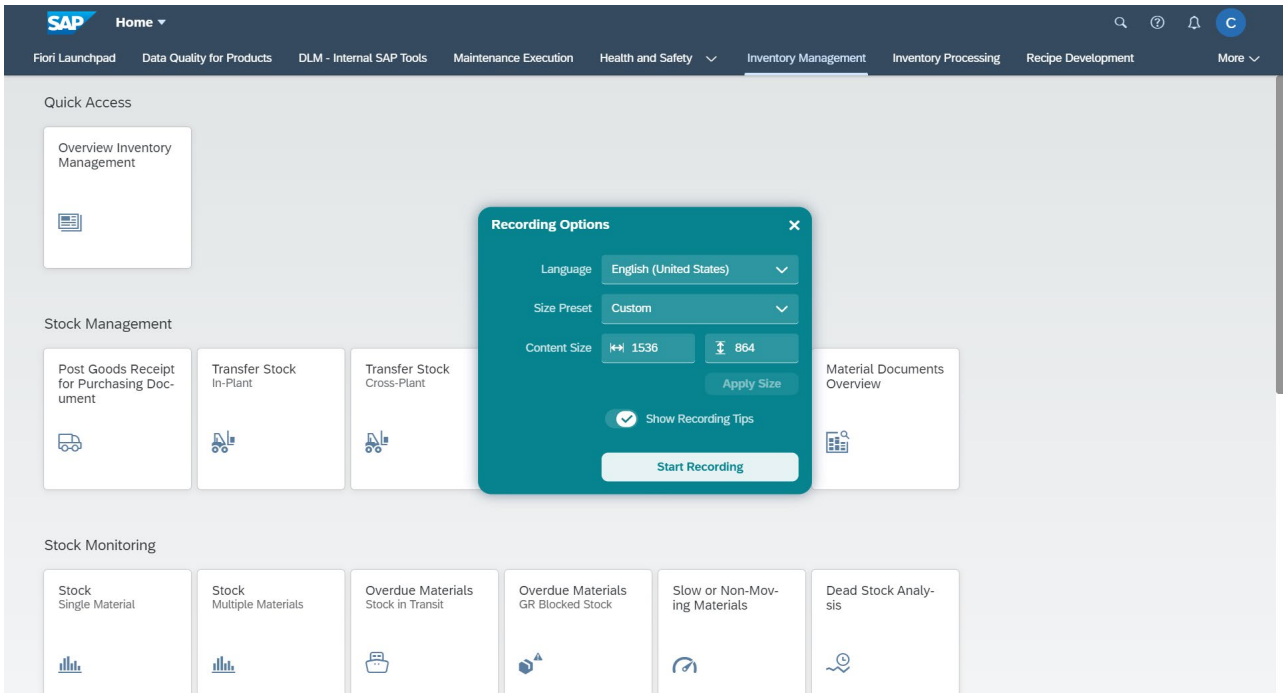 SAP Home
Fiori Launchpad Data Quality for Products DLM - Internal SAP Tools Maintenance Execution Health and Safety Inventory Management Inventory Processing Recipe Development More
C
Quick Access
Overview Inventory
Management
Recording Options
Language English (United States)
Size Preset Custom
Content Size 1536 864
Apply Size
Show Recording Tips
Start Recording
Stock Management
Post Goods Receipt
for Purchasing Doc-
ument
Transfer Stock
In-Plant
Transfer Stock
Cross-Plant
Material Documents
Overview
Stock Monitoring
Stock
Single Material
Stock
Multiple Materials
Overdue Materials
Stock in Transit
Overdue Materials
GR Blocked Stock
Slow or Non-Mov-
ing Materials
Dead Stock Analy-
sis